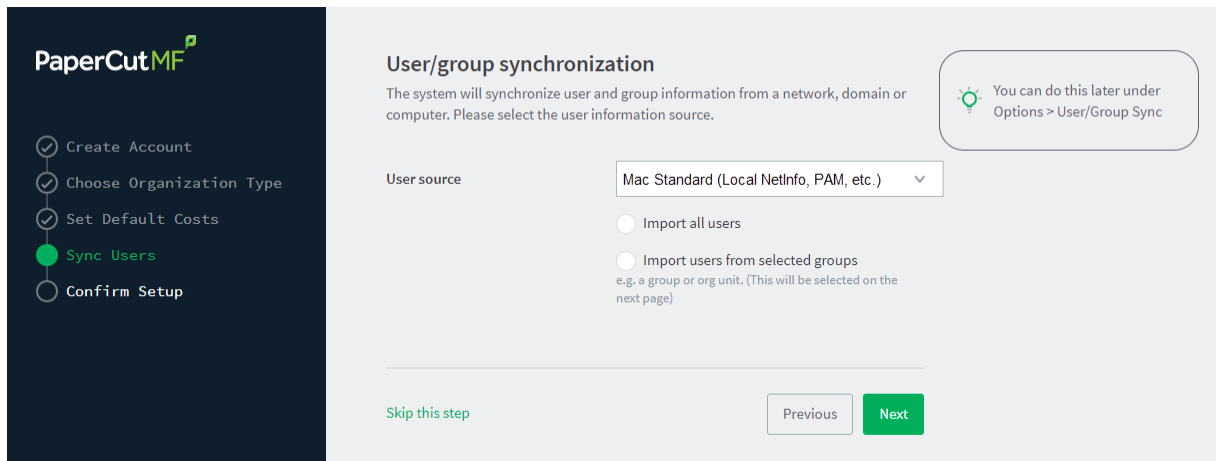 PaperCutMF
Create Account
Choose Organization Type
Set Default Costs
Sync Users
Confirm Setup
User/group synchronization
The system will synchronize user and group information from a network, domain or
computer. Please select the user information source.
You can do this later under
Options > User/Group Sync
User source
Mac Standard (Local NetInfo, PAM, etc.)
Import all users
Import users from selected groups
e.g. a group or org unit. (This will be selected on the
next page)
Skip this step
Previous
Next